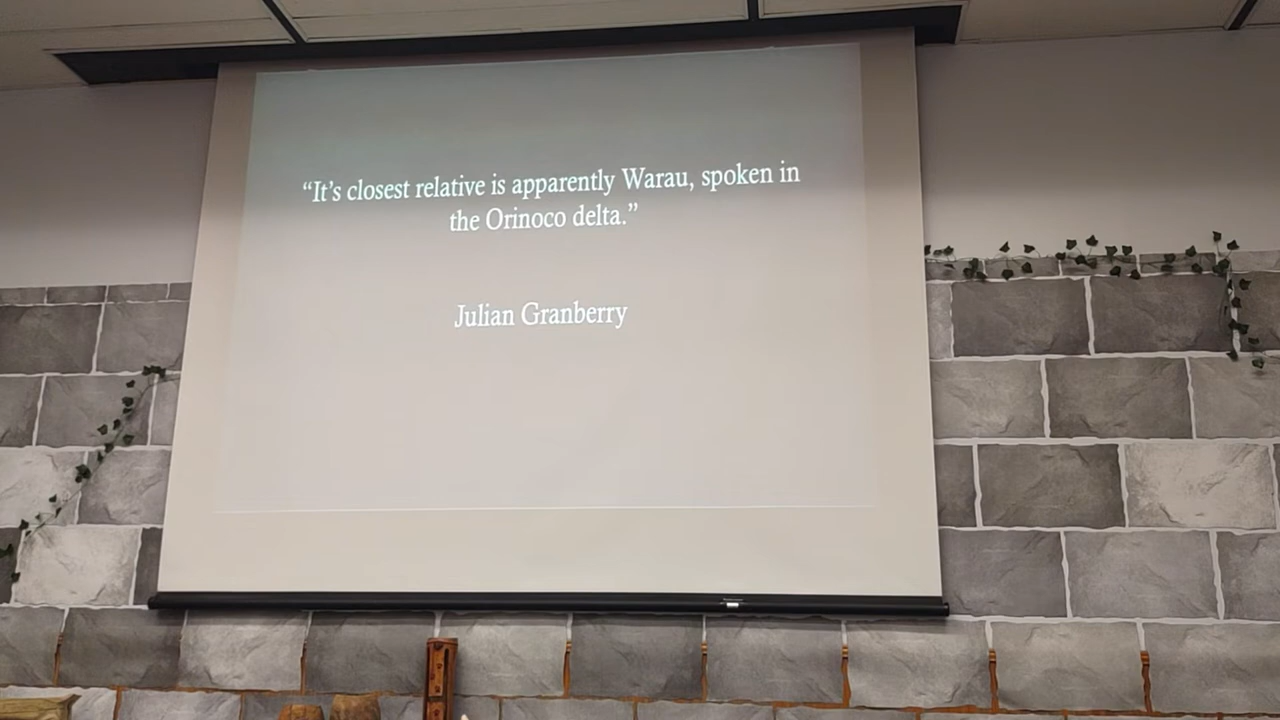 “It’s closest relative is apparently Warau, spoken in
the Orinoco delta.”
Julian Granberry